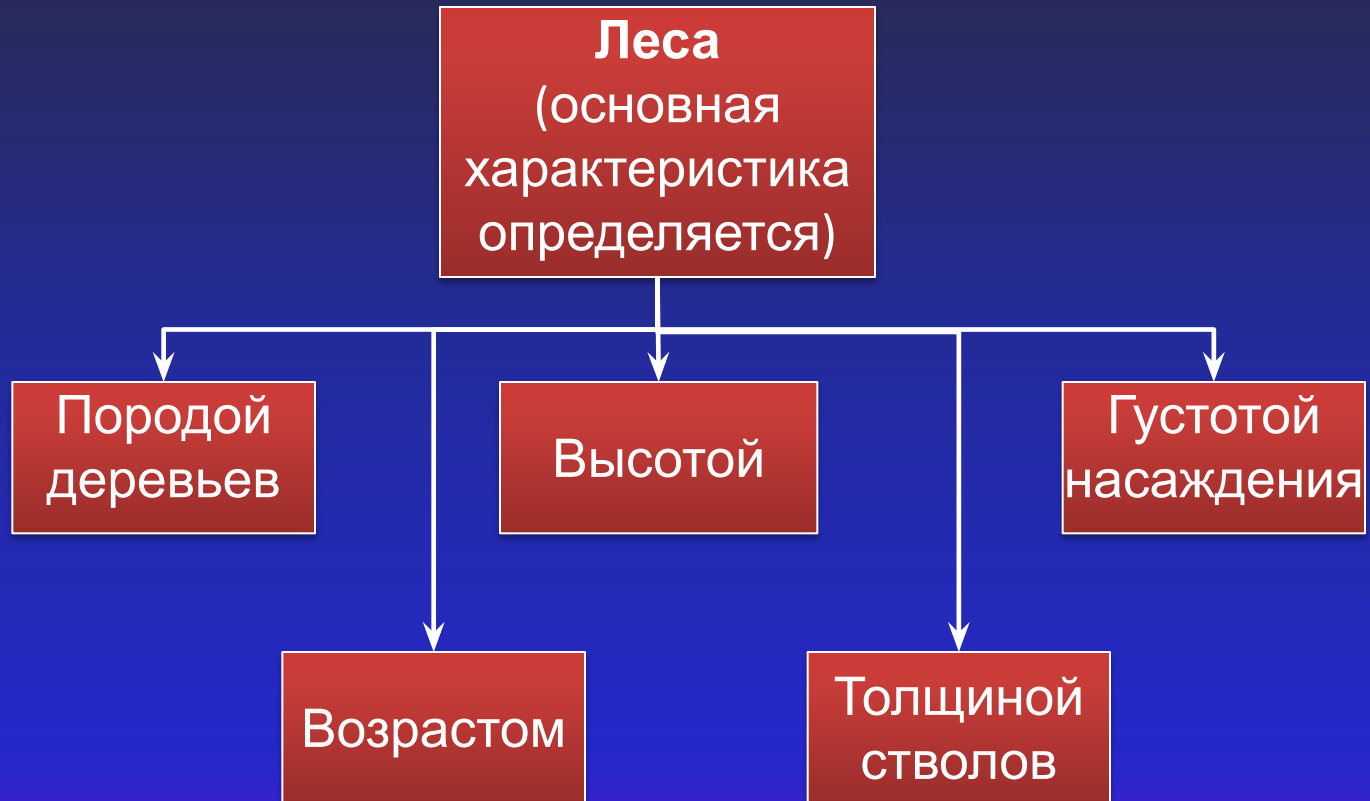 Леса
(основная
характеристика
определяется)
Породой
деревьев
Высотой
Густотой
насаждения
Возрастом
Толщиной
стволов